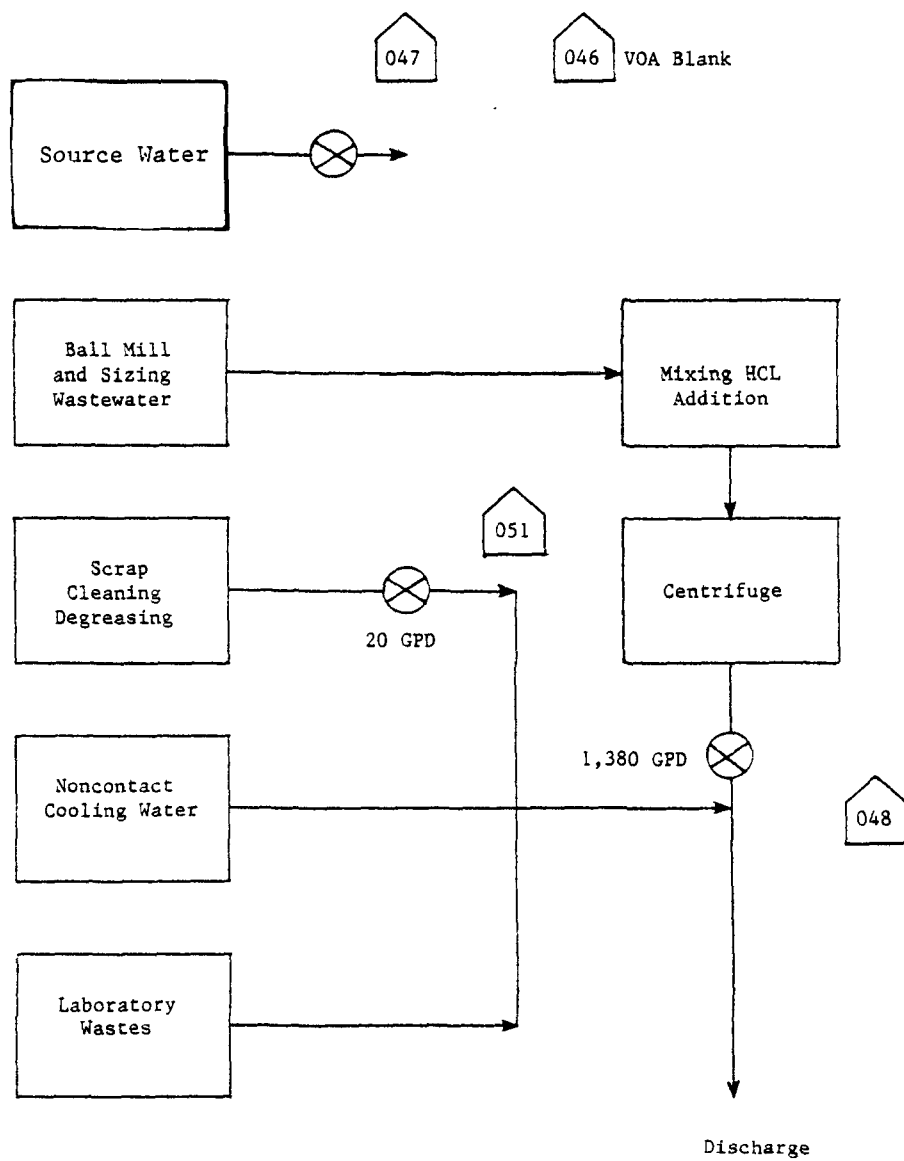 047
046 VOA Blank
Source Water
Ball Mill
and Sizing
Wastewater
Mixing HCL
Addition
051
Scrap
Cleaning
Degreasing
20 GPD
Centrifuge
1,380 GPD
Noncontact
Cooling Water
048
Laboratory
Wastes
Discharge